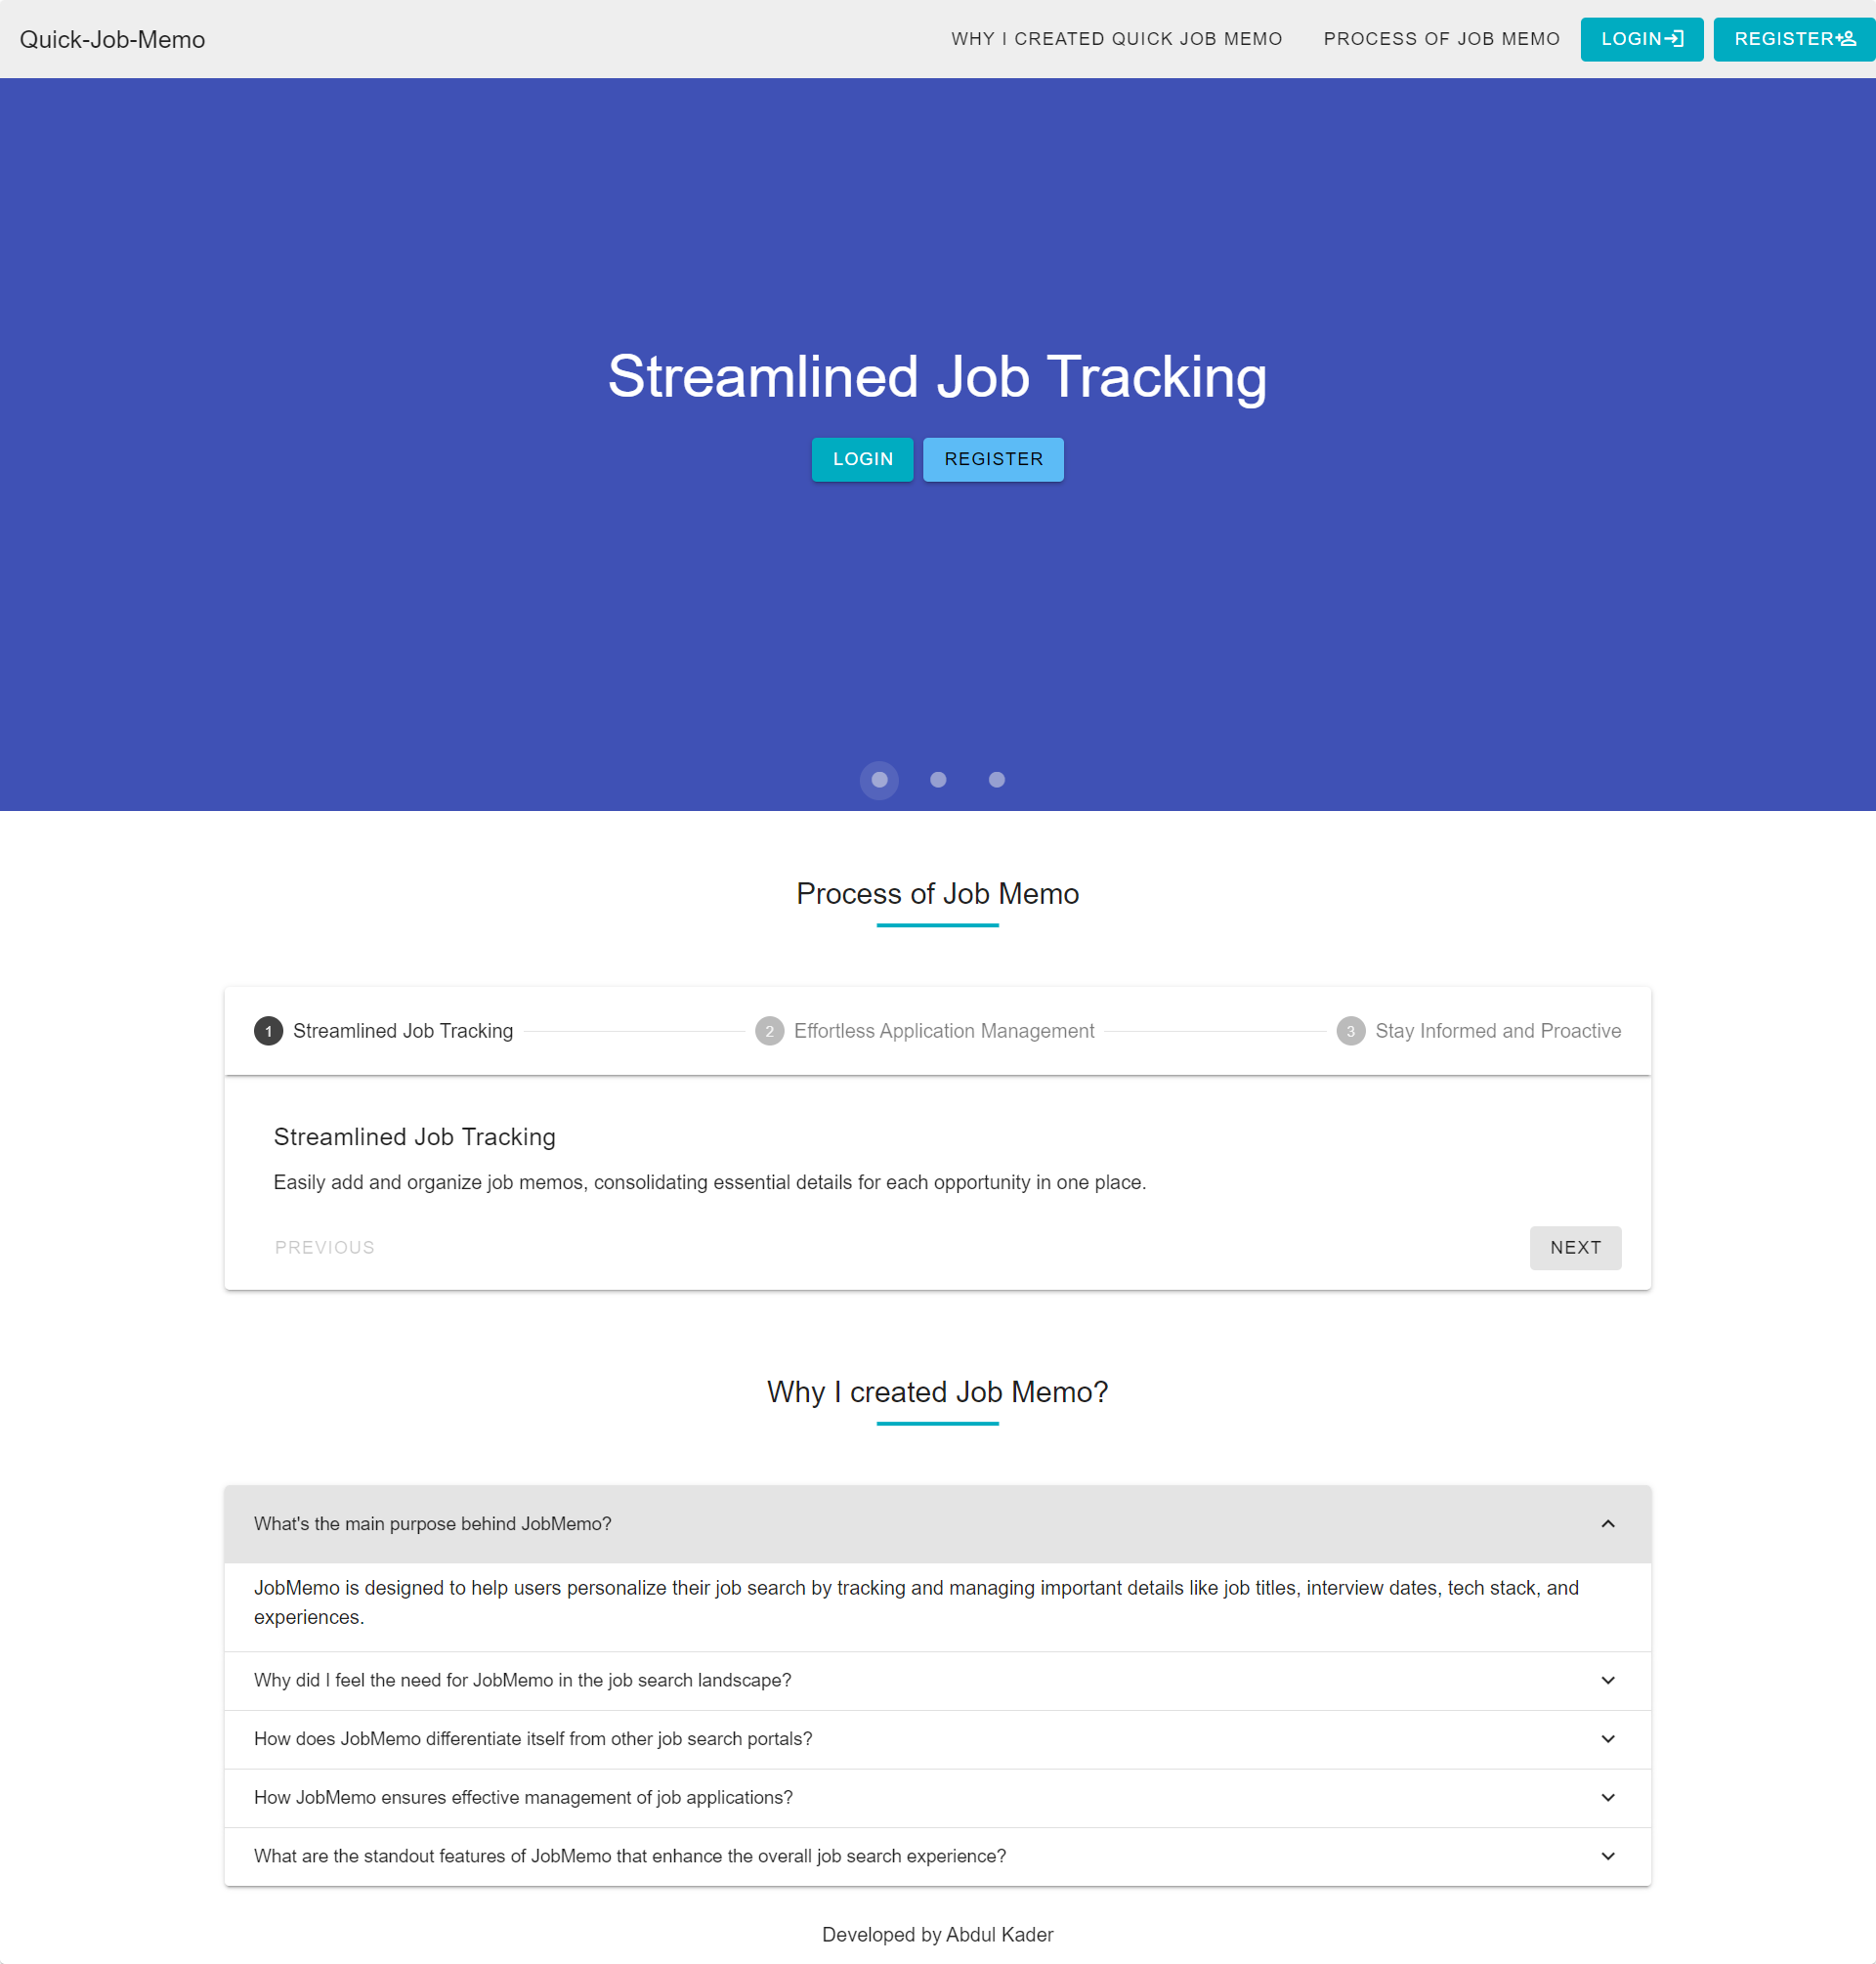 Quick-Job-Memo
WHY I CREATED QUICK JOB MEMO
PROCESS OF JOB MEMO
LOGIN
REGISTER
Streamlined Job Tracking
LOGIN
REGISTER
Process of Job Memo
1 Streamlined Job Tracking
2 Effortless Application Management
3 Stay Informed and Proactive
Streamlined Job Tracking
Easily add and organize job memos, consolidating essential details for each opportunity in one place.
PREVIOUS
NEXT
Why I created Job Memo?
What's the main purpose behind JobMemo?
JobMemo is designed to help users personalize their job search by tracking and managing important details like job titles, interview dates, tech stack, and
experiences.
Why did I feel the need for JobMemo in the job search landscape?
How does JobMemo differentiate itself from other job search portals?
How JobMemo ensures effective management of job applications?
What are the standout features of JobMemo that enhance the overall job search experience?
Developed by Abdul Kader